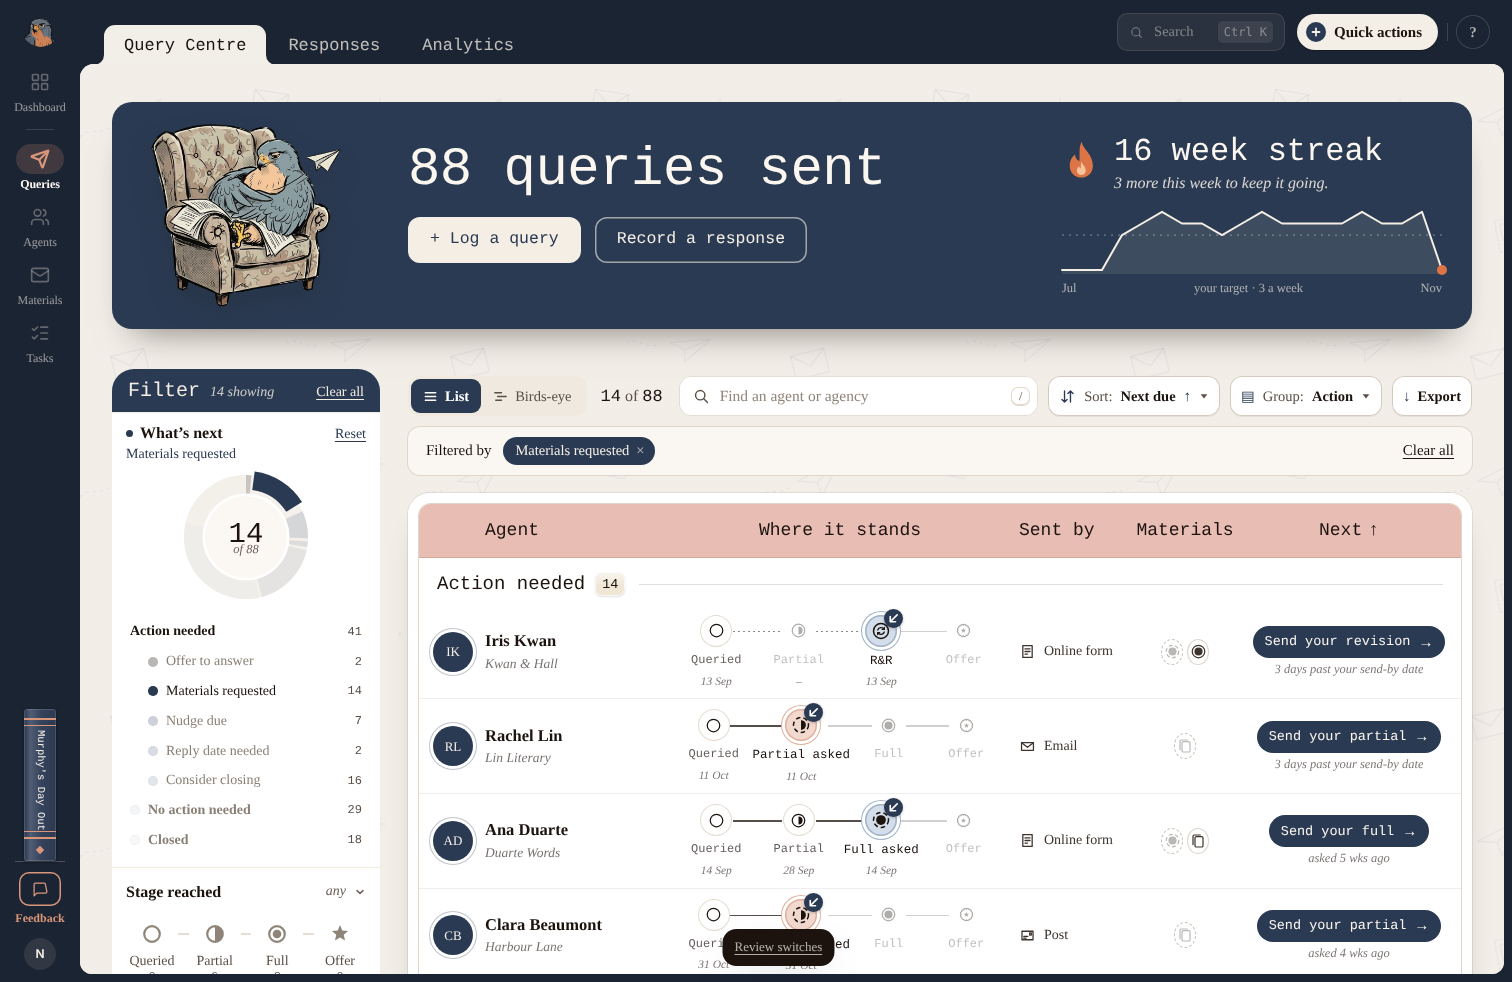 Query Centre
Responses
Analytics
Search
Ctrl K
Quick actions
?
Dashboard
Queries
Agents
Materials
Tasks
Murphy's Day Out
Feedback
N
88 queries sent
+ Log a query
Record a response
16 week streak
3 more this week to keep it going.
Jul
your target · 3 a week
Nov
Filter
14 showing
Clear all
What's next
Reset
Materials requested
14
of 88
Action needed 41
Offer to answer 2
Materials requested 14
Nudge due 7
Reply date needed 2
Consider closing 16
No action needed 29
Closed 18
Stage reached
any
Queried
Partial
Full
Offer
List
Birds-eye
14 of 88
Find an agent or agency
/
Sort: Next due ↑
Group: Action
↓ Export
Filtered by
Materials requested ×
Clear all
Agent
Where it stands
Sent by
Materials
Next ↑
Action needed 14
IK
Iris Kwan
Kwan & Hall
Queried
13 Sep
Partial
–
R&R
13 Sep
Offer
Online form
Send your revision →
3 days past your send-by date
RL
Rachel Lin
Lin Literary
Queried
11 Oct
Partial asked
11 Oct
Full
Offer
Email
Send your partial →
3 days past your send-by date
AD
Ana Duarte
Duarte Words
Queried
14 Sep
Partial
28 Sep
Full asked
14 Sep
Offer
Online form
Send your full →
asked 5 wks ago
CB
Clara Beaumont
Harbour Lane
31 Oct
Full
Offer
Post
Send your partial →
asked 4 wks ago
Review switches